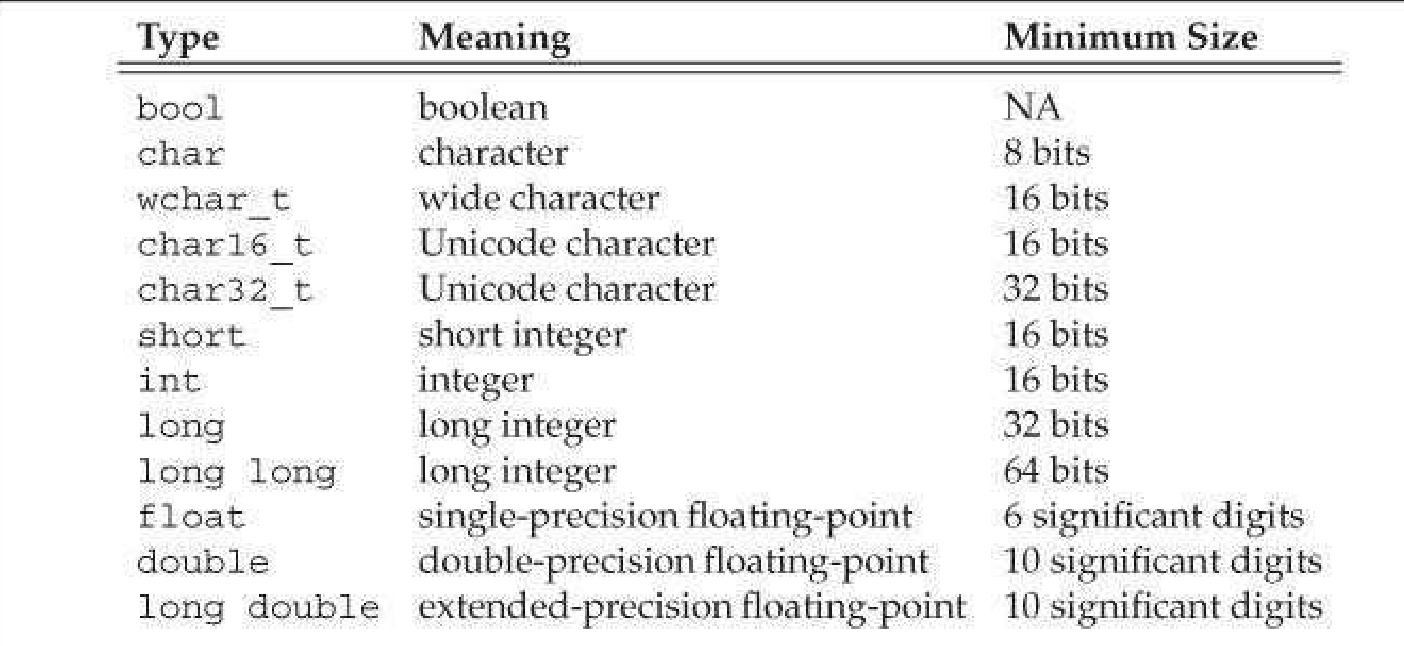 Type Meaning Minimum Size
bool boolean NA
char character 8 bits
wchar_t wide character 16 bits
char16_t Unicode character 16 bits
char32_t Unicode character 32 bits
short short integer 16 bits
int integer 16 bits
long long integer 32 bits
long long long integer 64 bits
float single-precision floating-point 6 significant digits
double double-precision floating-point 10 significant digits
long double extended-precision floating-point 10 significant digits